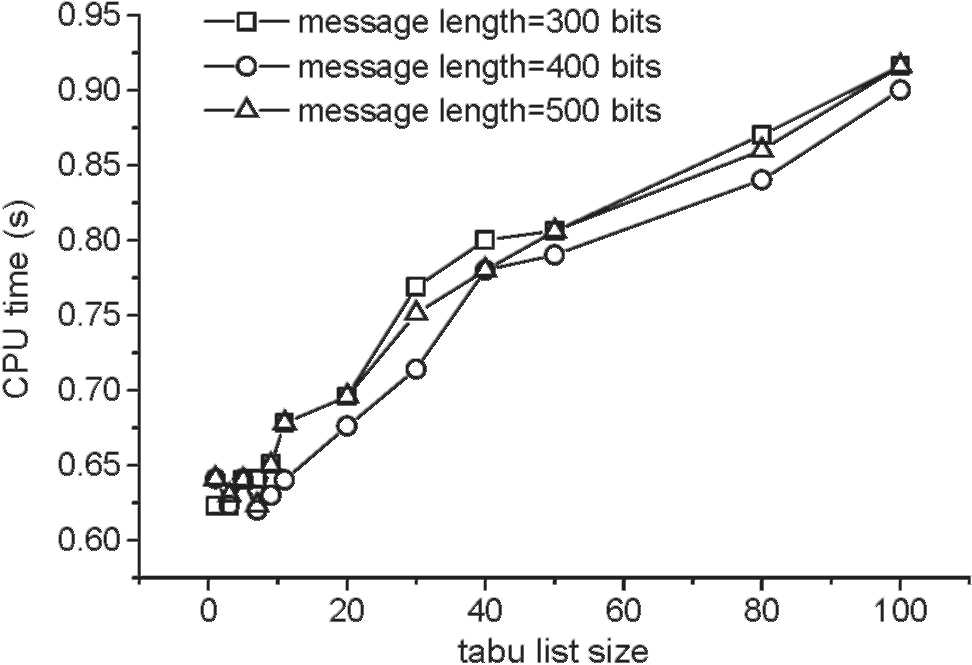 message length=300 bits
message length=400 bits
message length=500 bits
0.95
0.90
0.85
0.80
0.75
0.70
0.65
0.60
CPU time (s)
0 20 40 60 80 100
tabu list size